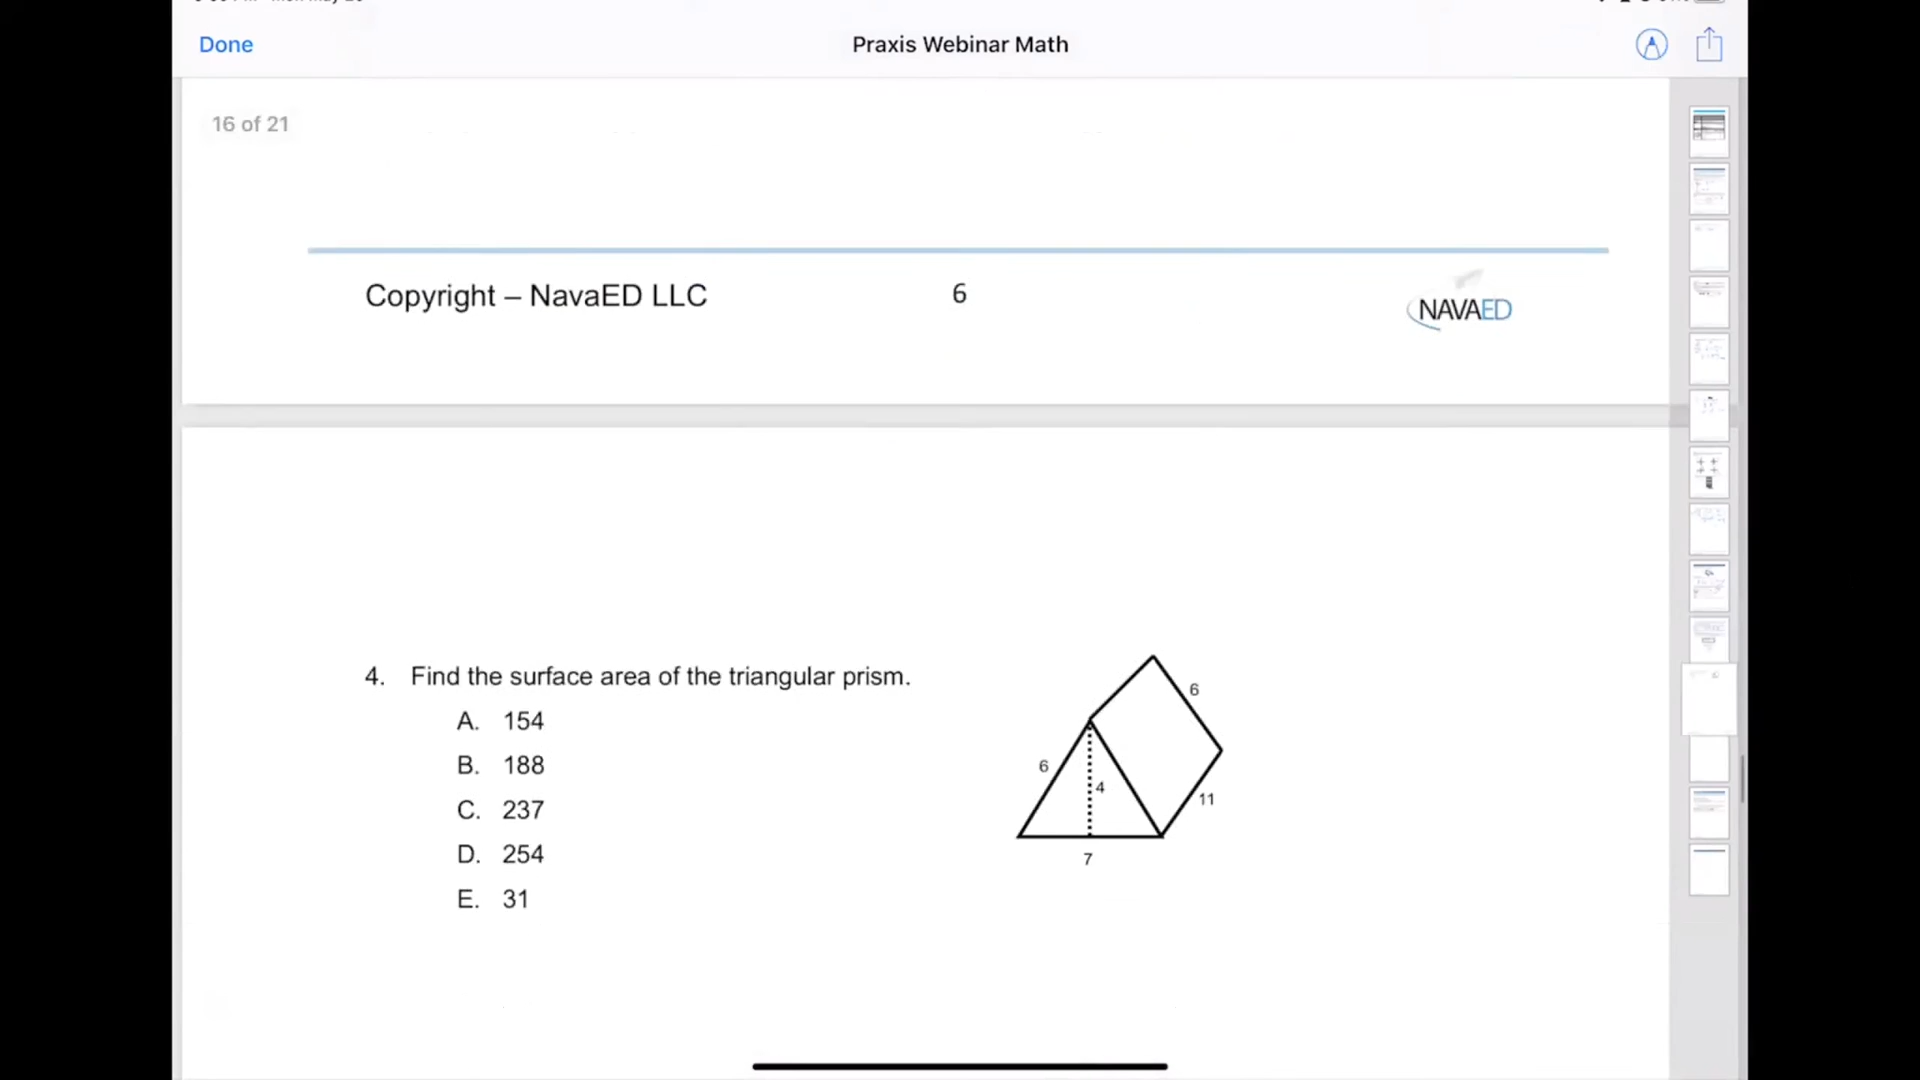 Done
Praxis Webinar Math
16 of 21
Copyright – NavaED LLC
6
NAVAED
4. Find the surface area of the triangular prism.
A. 154
B. 188
C. 237
D. 254
E. 31
6
6
4
11
7